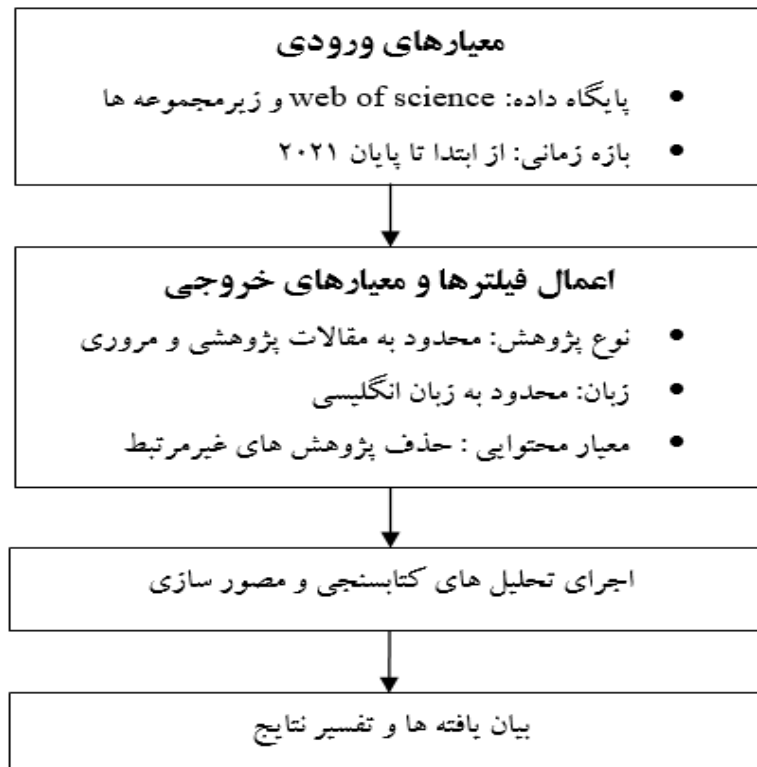 معیارهای ورودی
• پایگاه داده: web of science و زیرمجموعه ها
• بازه زمانی: از ابتدا تا پایان ۲۰۲۱
اعمال فیلترها و معیارهای خروجی
• نوع پژوهش: محدود به مقالات پژوهشی و مروری
• زبان: محدود به زبان انگلیسی
• معیار محتوایی : حذف پژوهش های غیرمرتبط
اجرای تحلیل های کتابسنجی و مصور سازی
بیان یافته ها و تفسیر نتایج